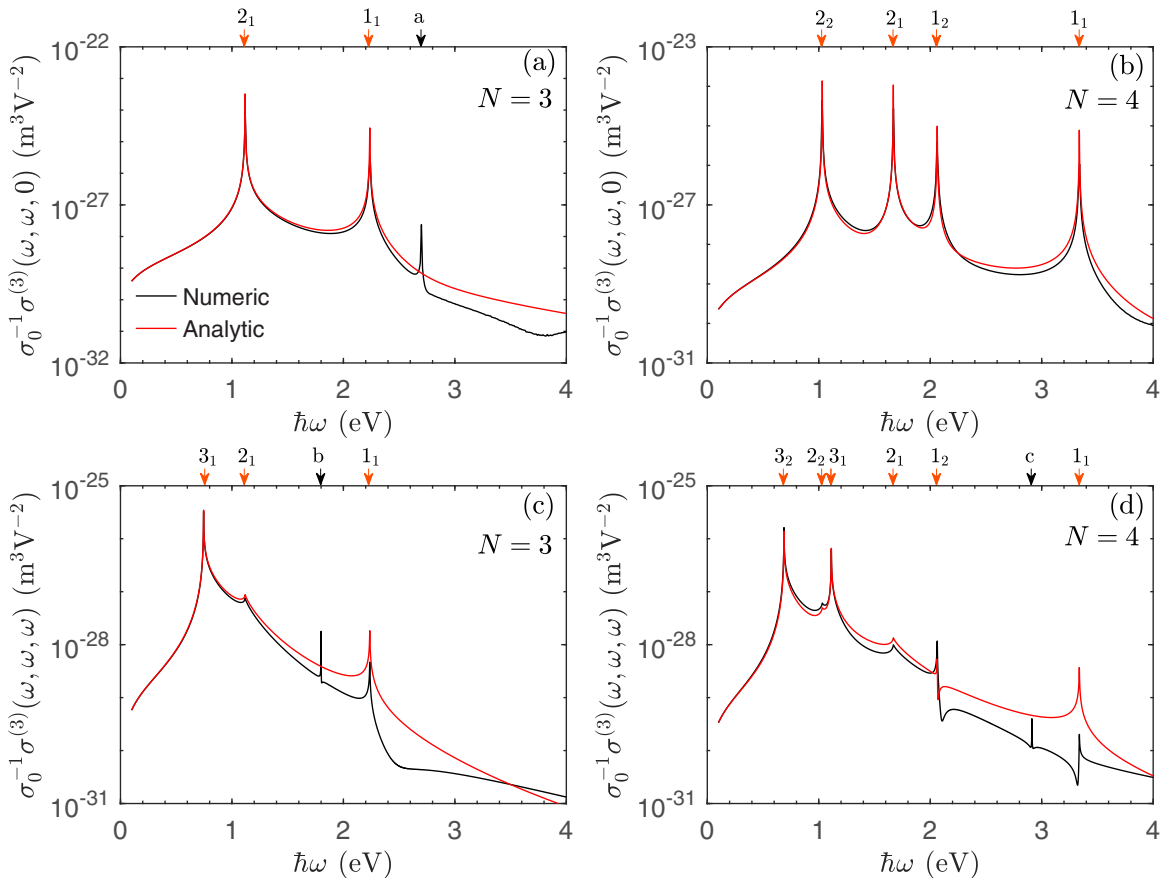 2₁ 1₁ a
10⁻²² (a)
N = 3
σ₀⁻¹σ⁽³⁾(ω, ω, 0) (m³V⁻²)
10⁻²⁷
Numeric
Analytic
10⁻³²
0 1 2 3 4
ħω (eV)
2₂ 2₁ 1₂ 1₁
10⁻²³ (b)
N = 4
σ₀⁻¹σ⁽³⁾(ω, ω, 0) (m³V⁻²)
10⁻²⁷
10⁻³¹
0 1 2 3 4
ħω (eV)
3₁ 2₁ b 1₁
10⁻²⁵ (c)
N = 3
σ₀⁻¹σ⁽³⁾(ω, ω, ω) (m³V⁻²)
10⁻²⁸
10⁻³¹
0 1 2 3 4
ħω (eV)
3₂ 2₂ 3₁ 2₁ 1₂ c 1₁
10⁻²⁵ (d)
N = 4
σ₀⁻¹σ⁽³⁾(ω, ω, ω) (m³V⁻²)
10⁻²⁸
10⁻³¹
0 1 2 3 4
ħω (eV)